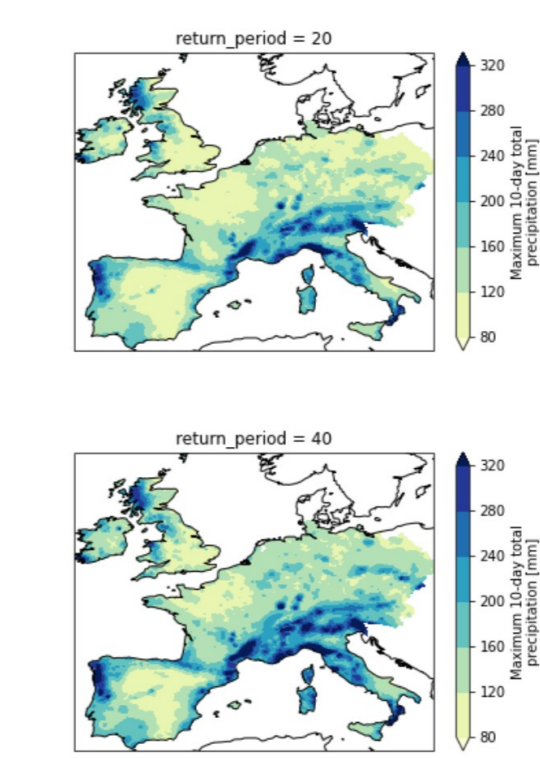 return_period = 20
320
280
240
200
160
120
80
Maximum 10-day total
precipitation [mm]
return_period = 40
320
280
240
200
160
120
80
Maximum 10-day total
precipitation [mm]